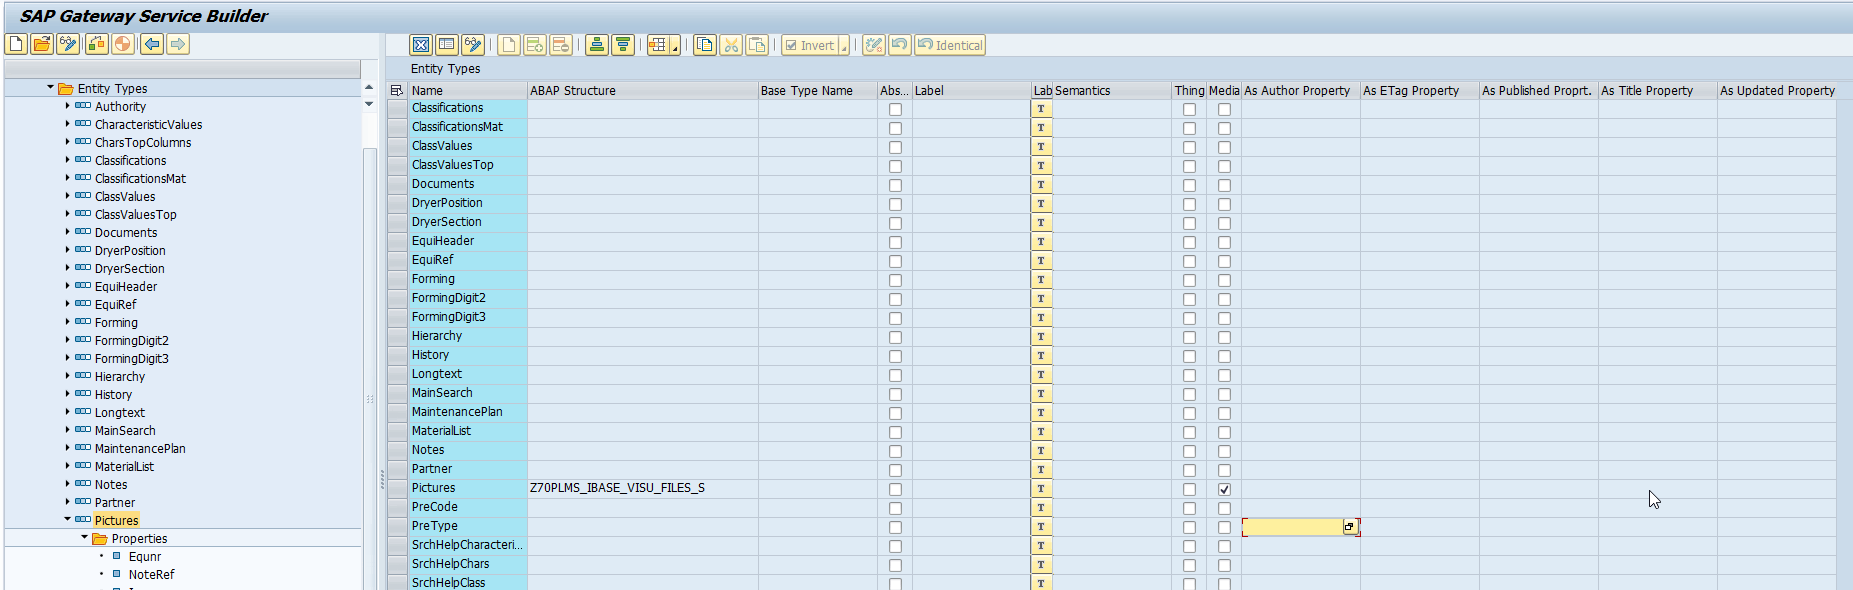 SAP Gateway Service Builder
Invert
Identical
Entity Types
Entity Types
Authority
CharacteristicValues
CharsTopColumns
Classifications
ClassificationsMat
ClassValues
ClassValuesTop
Documents
DryerPosition
DryerSection
EquiHeader
EquiRef
Forming
FormingDigit2
FormingDigit3
Hierarchy
History
Longtext
MainSearch
MaintenancePlan
MaterialList
Notes
Partner
Pictures
Properties
Equnr
NoteRef
Name ABAP Structure Base Type Name Abs... Label Lab Semantics Thing Media As Author Property As ETag Property As Published Proprt. As Title Property As Updated Property
Classifications T
ClassificationsMat T
ClassValues T
ClassValuesTop T
Documents T
DryerPosition T
DryerSection T
EquiHeader T
EquiRef T
Forming T
FormingDigit2 T
FormingDigit3 T
Hierarchy T
History T
Longtext T
MainSearch T
MaintenancePlan T
MaterialList T
Notes T
Partner T
Pictures Z70PLMS_IBASE_VISU_FILES_S T
PreCode T
PreType T
SrchHelpCharacteri... T
SrchHelpChars T
SrchHelpClass T